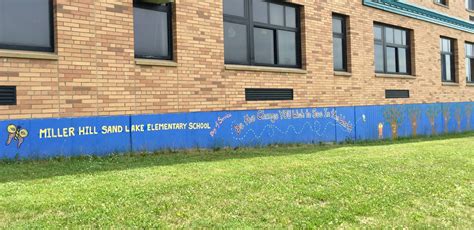 MILLER HILL SAND LAKE ELEMENTARY SCHOOL
Be The Change YOU Wish to See In the World